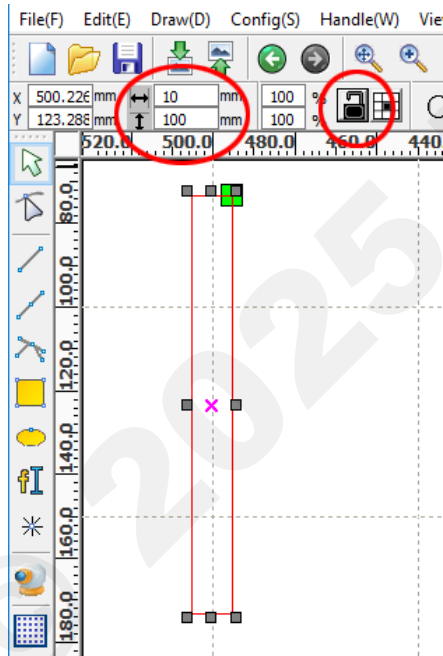 File(F) Edit(E) Draw(D) Config(S) Handle(W) Vie
X 500.226 mm 10 mm 100 %
Y 123.288 mm 100 mm 100 %
520.0 500.0 480.0 460.0 440.
80.0
100.0
120.0
140.0
160.0
180.0
© 2025.